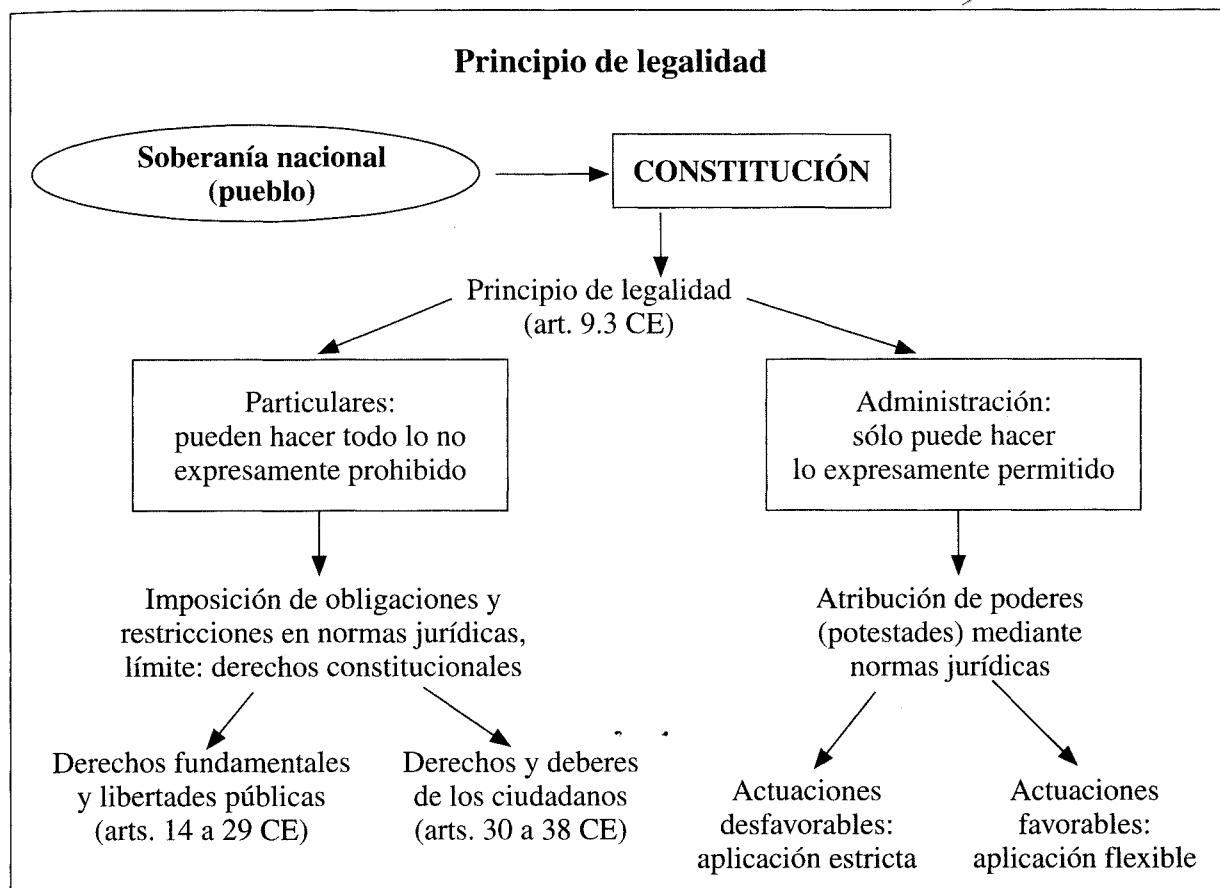 Principio de legalidad
Soberanía nacional
(pueblo)
CONSTITUCIÓN
Principio de legalidad
(art. 9.3 CE)
Particulares:
pueden hacer todo lo no
expresamente prohibido
Administración:
sólo puede hacer
lo expresamente permitido
Imposición de obligaciones y
restricciones en normas jurídicas,
límite: derechos constitucionales
Atribución de poderes
(potestades) mediante
normas jurídicas
Derechos fundamentales
y libertades públicas
(arts. 14 a 29 CE)
Derechos y deberes
de los ciudadanos
(arts. 30 a 38 CE)
Actuaciones
desfavorables:
aplicación estricta
Actuaciones
favorables:
aplicación flexible